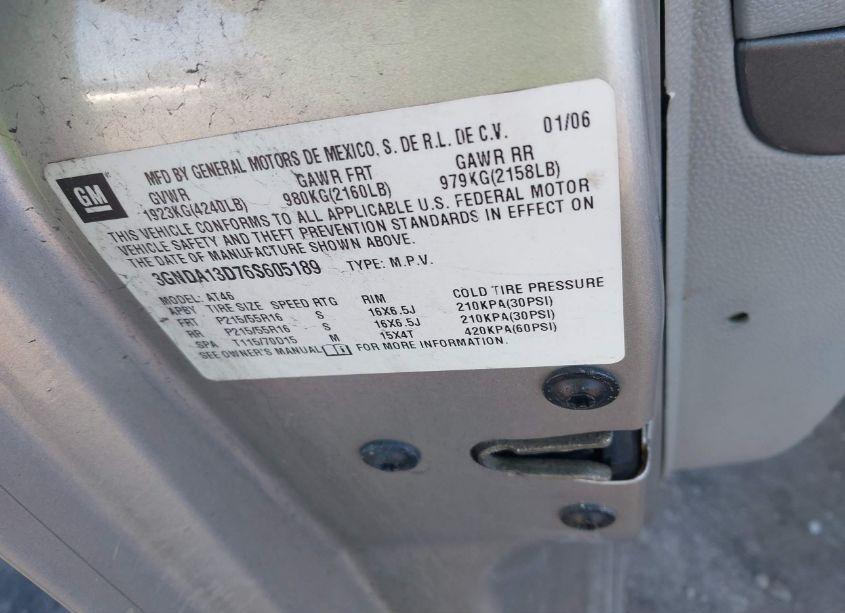 MFD BY GENERAL MOTORS DE MEXICO, S. DE R.L. DE C.V. 01/06
GM
GVWR GAWR FRT GAWR RR
1923KG(4240LB) 980KG(2160LB) 979KG(2158LB)
THIS VEHICLE CONFORMS TO ALL APPLICABLE U.S. FEDERAL MOTOR
VEHICLE SAFETY AND THEFT PREVENTION STANDARDS IN EFFECT ON
THE DATE OF MANUFACTURE SHOWN ABOVE.
3GNDA13D76S605189 TYPE: M.P.V.
MODEL: AT46
APBY TIRE SIZE SPEED RTG RIM COLD TIRE PRESSURE
FRT P215/55R16 S 16X6.5J 210KPA(30PSI)
RR P215/55R16 S 16X6.5J 210KPA(30PSI)
SPA T115/70D15 M 15X4T 420KPA(60PSI)
SEE OWNER'S MANUAL FOR MORE INFORMATION.